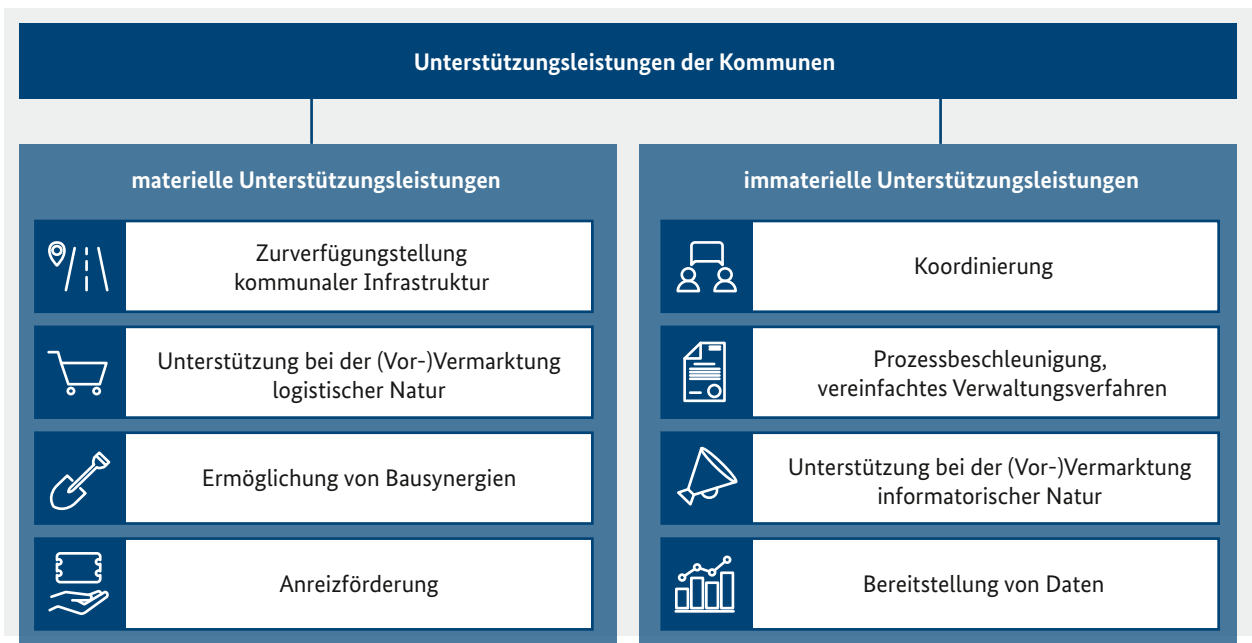 Unterstützungsleistungen der Kommunen
materielle Unterstützungsleistungen
Zurverfügungstellung
kommunaler Infrastruktur
Unterstützung bei der (Vor-)Vermarktung
logistischer Natur
Ermöglichung von Bausynergien
Anreizförderung
immaterielle Unterstützungsleistungen
Koordinierung
Prozessbeschleunigung,
vereinfachtes Verwaltungsverfahren
Unterstützung bei der (Vor-)Vermarktung
informatorischer Natur
Bereitstellung von Daten